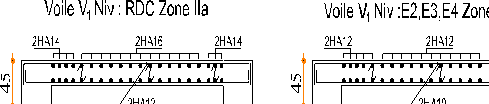 Voile V1 Niv : RDC Zone IIa
Voile V1 Niv :E2,E3,E4 Zone
2HA14 2HA16 2HA14
2HA12 2HA12
45
45
2HA12